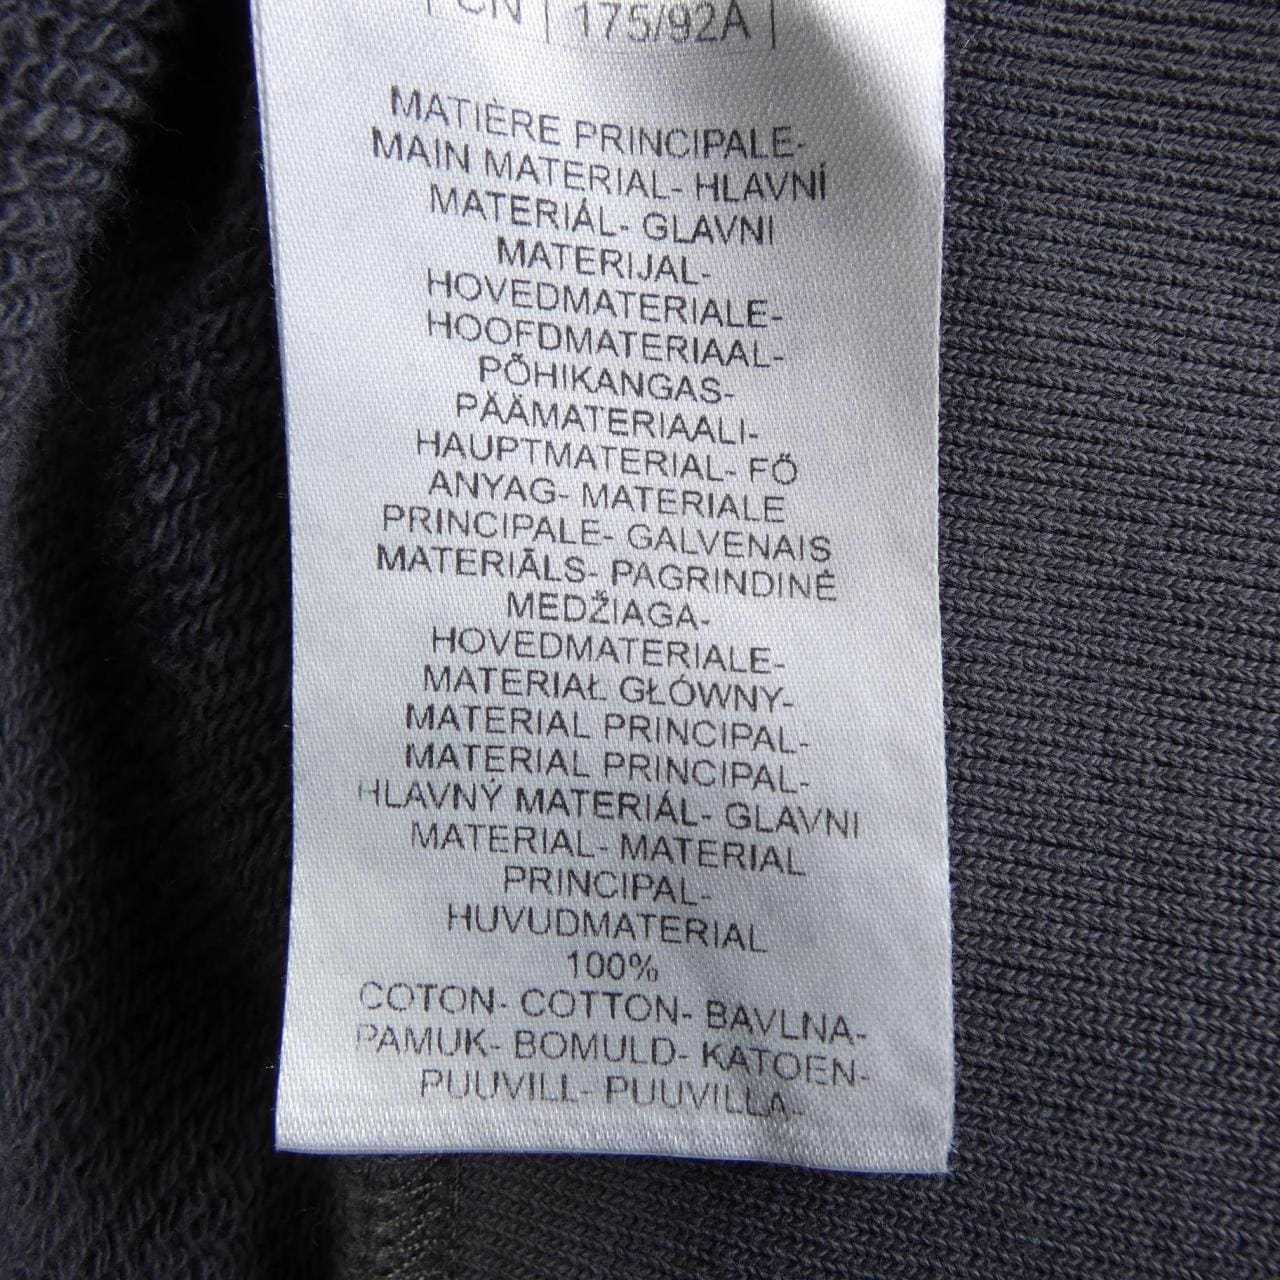 CN 175/92A
MATIÈRE PRINCIPALE-
MAIN MATERIAL- HLAVNÍ
MATERIÁL- GLAVNI
MATERIJAL-
HOVEDMATERIALE-
HOOFDMATERIAAL-
PÕHIKANGAS-
PÄÄMATERIAALI-
HAUPTMATERIAL- FŐ
ANYAG- MATERIALE
PRINCIPALE- GALVENAIS
MATERIĀLS- PAGRINDINĖ
MEDŽIAGA-
HOVEDMATERIALE-
MATERIAŁ GŁÓWNY-
MATERIAL PRINCIPAL-
MATERIAL PRINCIPAL-
HLAVNÝ MATERIÁL- GLAVNI
MATERIAL- MATERIAL
PRINCIPAL-
HUVUDMATERIAL
100%
COTON- COTTON- BAVLNA-
PAMUK- BOMULD- KATOEN-
PUUVILL- PUUVILLA-